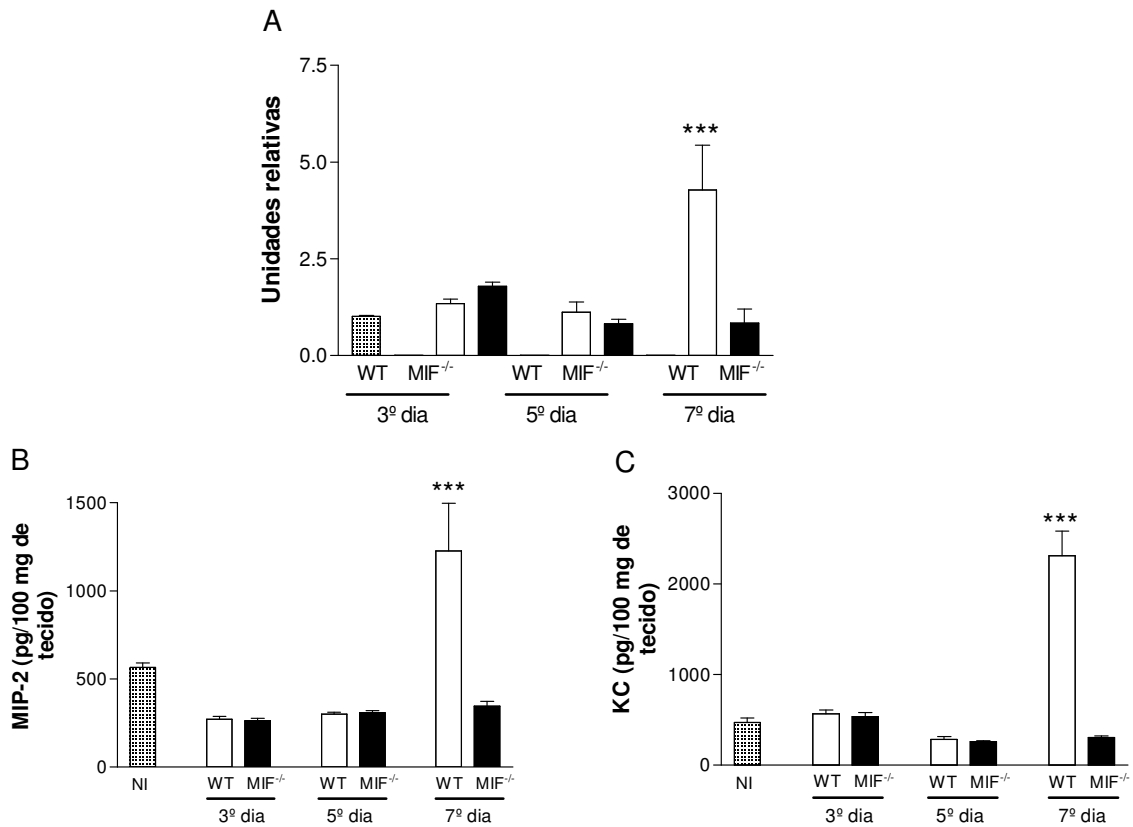 A
Unidades relativas
7.5
5.0
2.5
0.0
***
WT MIF-/- WT MIF-/- WT MIF-/-
3º dia 5º dia 7º dia
B
MIP-2 (pg/100 mg de
tecido)
1500
1000
500
0
***
NI WT MIF-/- WT MIF-/- WT MIF-/-
3º dia 5º dia 7º dia
C
KC (pg/100 mg de
tecido)
3000
2000
1000
0
***
NI WT MIF-/- WT MIF-/- WT MIF-/-
3º dia 5º dia 7º dia